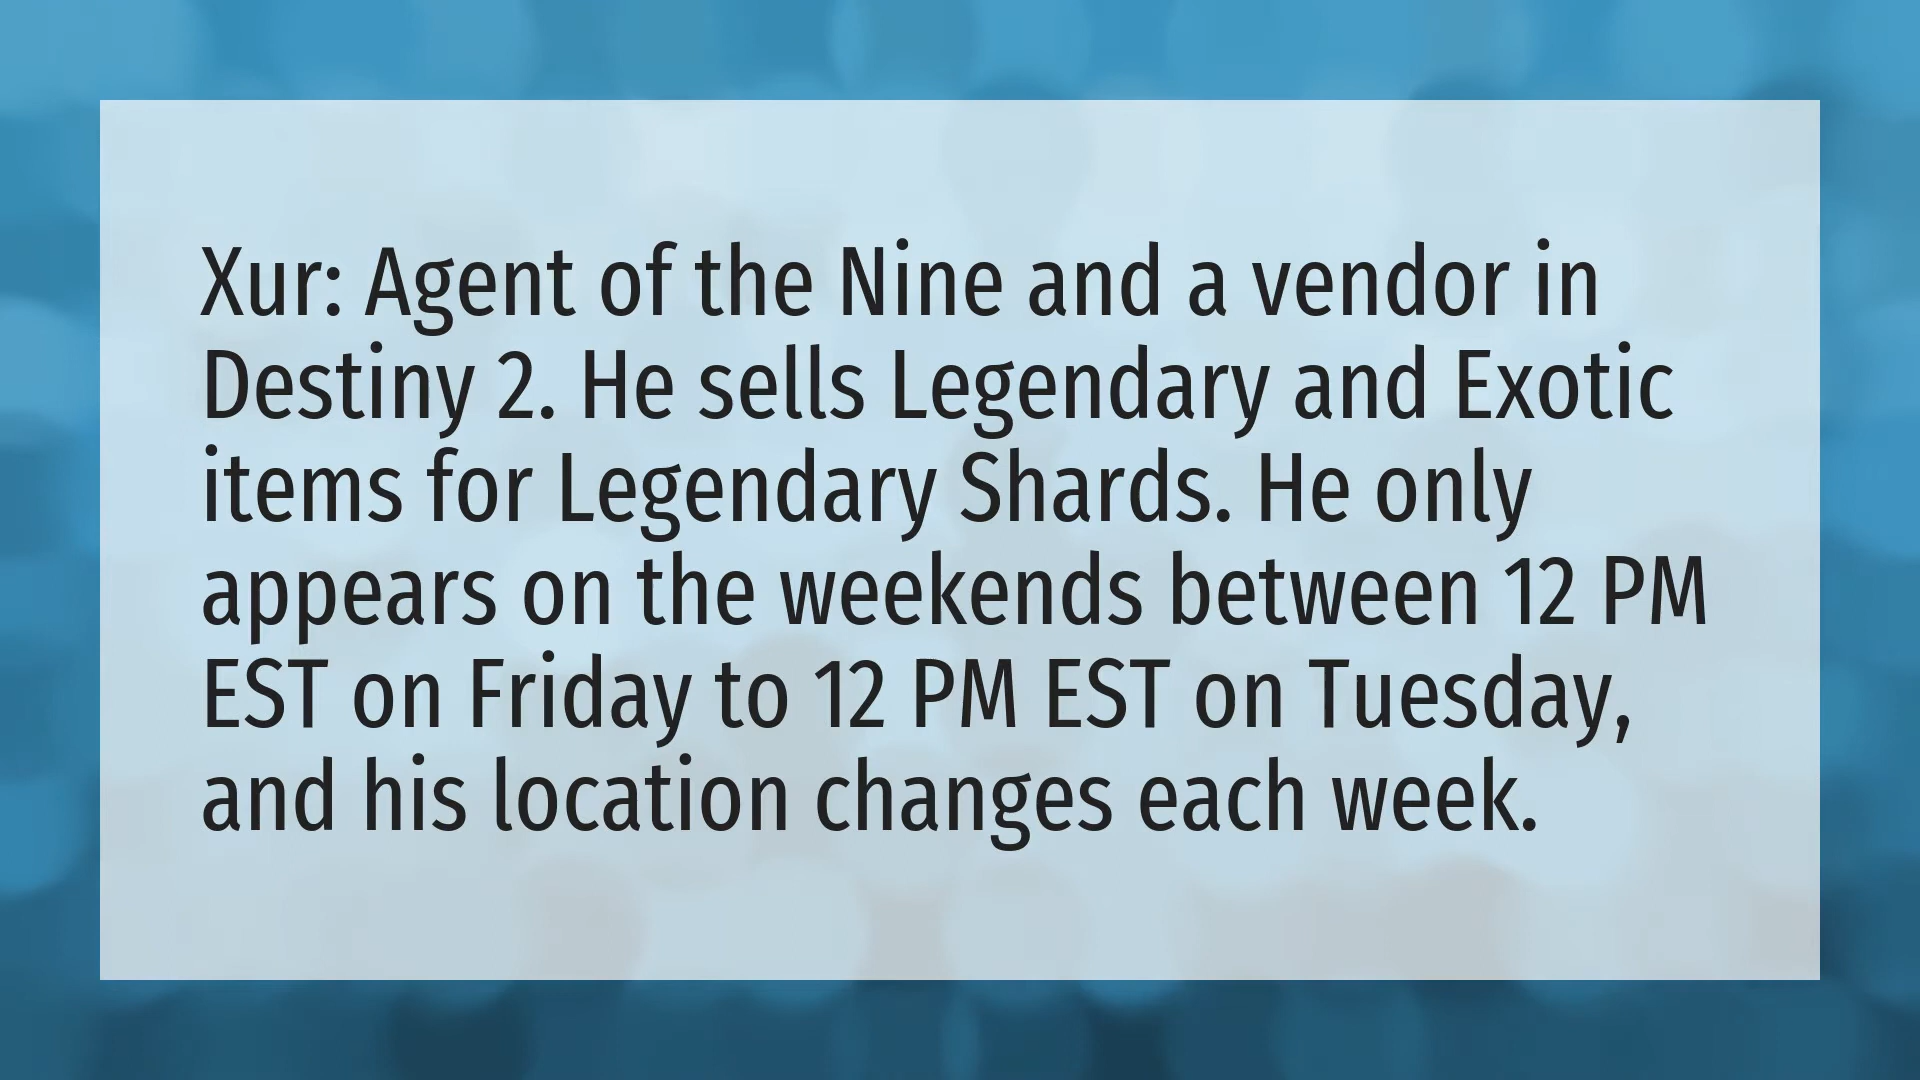 Xur: Agent of the Nine and a vendor in
Destiny 2. He sells Legendary and Exotic
items for Legendary Shards. He only
appears on the weekends between 12 PM
EST on Friday to 12 PM EST on Tuesday,
and his location changes each week.